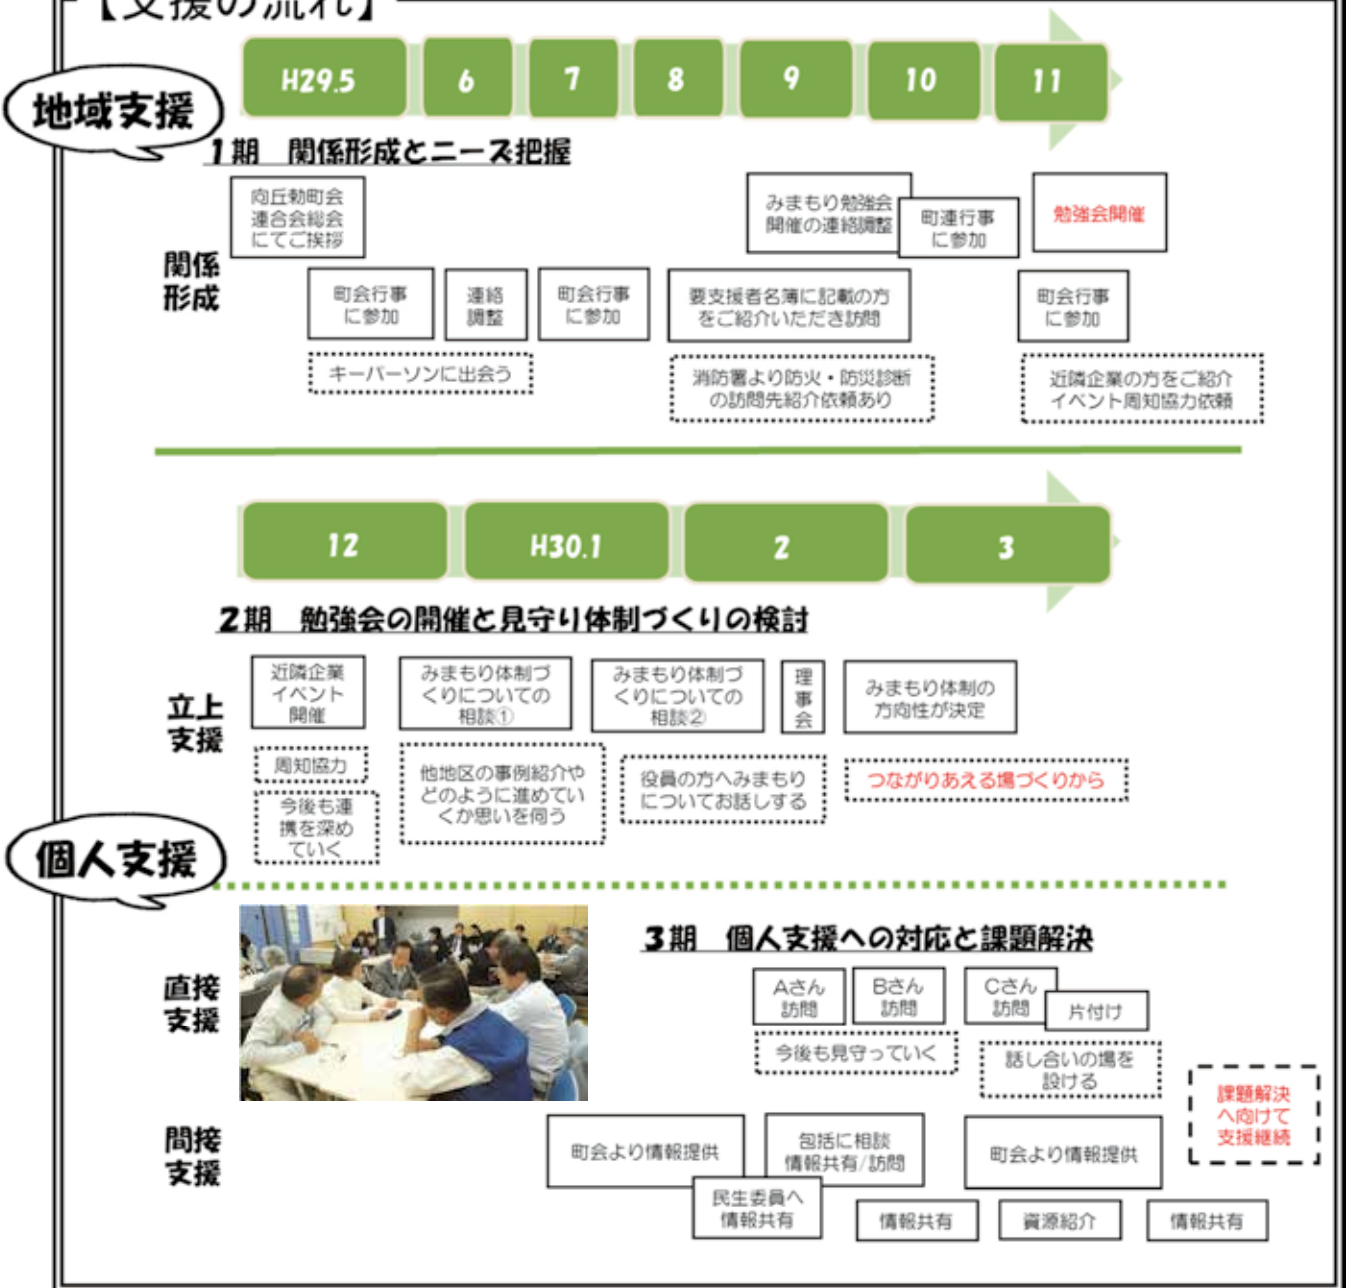 【支援の流れ】
地域支援
H29.5
6
7
8
9
10
11
1期 関係形成とニーズ把握
関係
形成
向丘勅町会
連合会総会
にてご挨拶
町会行事
に参加
連絡
調整
町会行事
に参加
キーパーソンに出会う
みまもり勉強会
開催の連絡調整
町連行事
に参加
勉強会開催
要支援者名簿に記載の方
をご紹介いただき訪問
町会行事
に参加
消防署より防火・防災診断
の訪問先紹介依頼あり
近隣企業の方をご紹介
イベント周知協力依頼
12
H30.1
2
3
2期 勉強会の開催と見守り体制づくりの検討
立上
支援
近隣企業
イベント
開催
みまもり体制づ
くりについての
相談①
みまもり体制づ
くりについての
相談②
理
事
会
みまもり体制の
方向性が決定
周知協力
今後も連
携を深め
ていく
他地区の事例紹介や
どのように進めてい
くか思いを伺う
役員の方へみまもり
についてお話しする
つながりあえる場づくりから
個人支援
3期 個人支援への対応と課題解決
直接
支援
Aさん
訪問
Bさん
訪問
Cさん
訪問
片付け
今後も見守っていく
話し合いの場を
設ける
課題解決
へ向けて
支援継続
間接
支援
町会より情報提供
包括に相談
情報共有/訪問
町会より情報提供
民生委員へ
情報共有
情報共有
資源紹介
情報共有